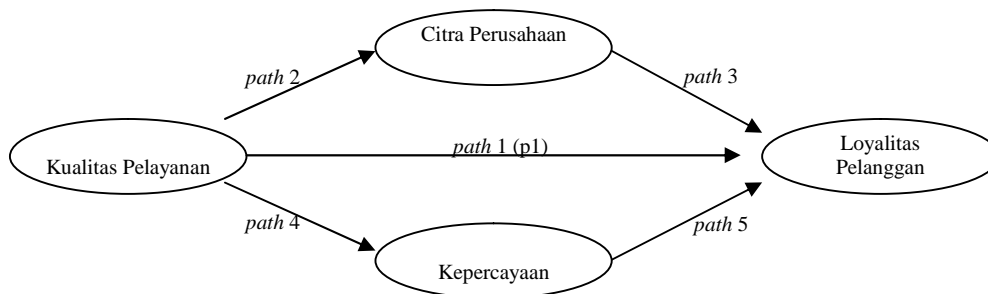 Citra Perusahaan
path 2
path 3
path 1 (p1)
Kualitas Pelayanan
Loyalitas
Pelanggan
path 4
path 5
Kepercayaan